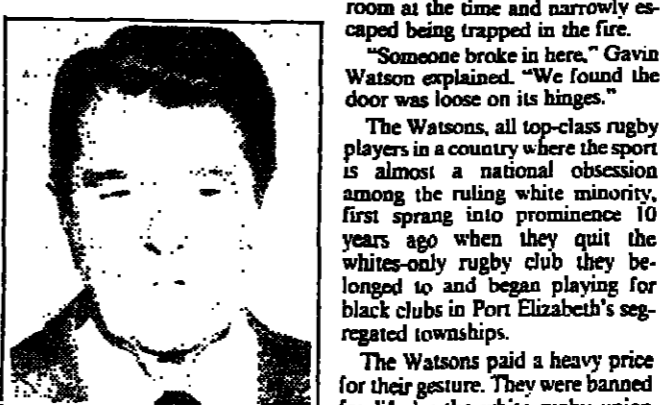 room at the time and narrowly es-
caped being trapped in the fire.
"Someone broke in here," Gavin
Watson explained. "We found the
door was loose on its hinges."
The Watsons, all top-class rugby
players in a country where the sport
is almost a national obsession
among the ruling white minority,
first sprang into prominence 10
years ago when they quit the
whites-only rugby club they be-
longed to and began playing for
black clubs in Port Elizabeth's seg-
regated townships.
The Watsons paid a heavy price
for their gesture. They were banned